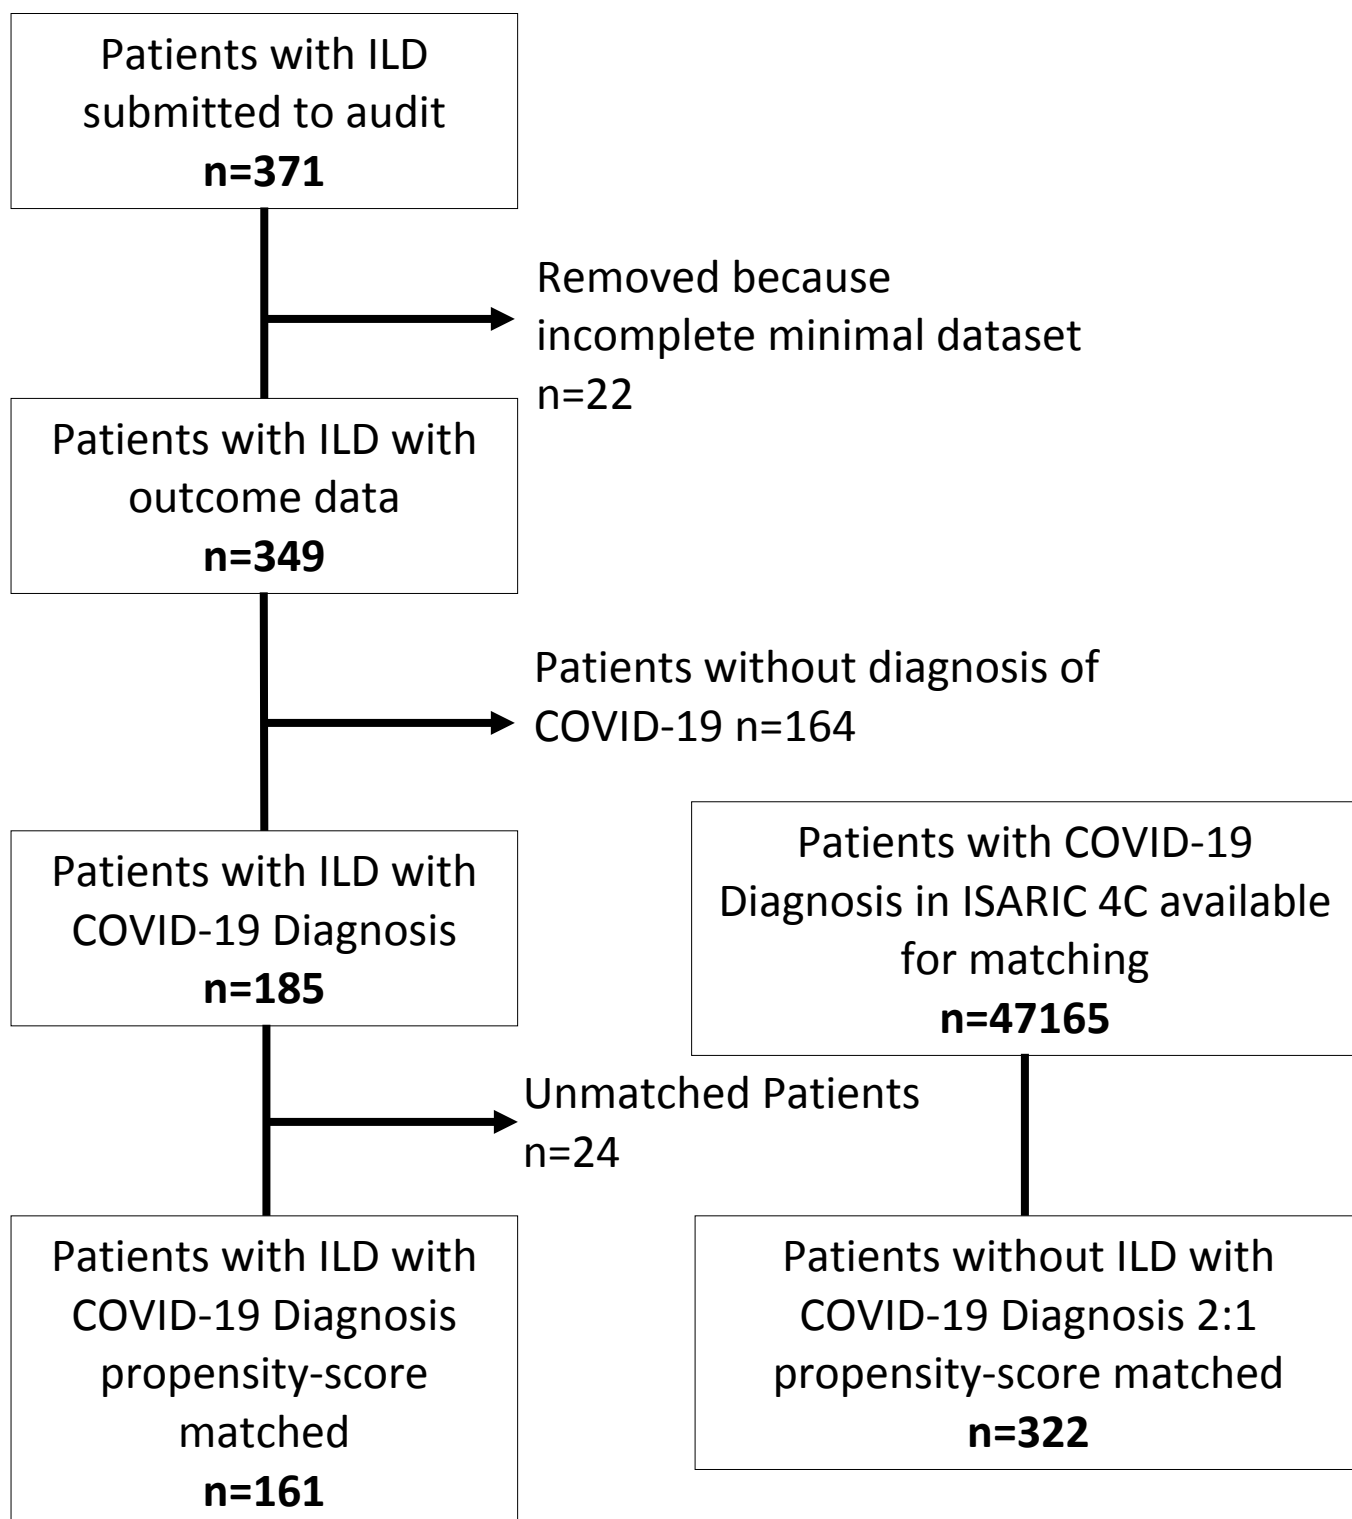 Patients with ILD
submitted to audit
n=371
Removed because
incomplete minimal dataset
n=22
Patients with ILD with
outcome data
n=349
Patients without diagnosis of
COVID-19 n=164
Patients with ILD with
COVID-19 Diagnosis
n=185
Patients with COVID-19
Diagnosis in ISARIC 4C available
for matching
n=47165
Unmatched Patients
n=24
Patients with ILD with
COVID-19 Diagnosis
propensity-score
matched
n=161
Patients without ILD with
COVID-19 Diagnosis 2:1
propensity-score matched
n=322